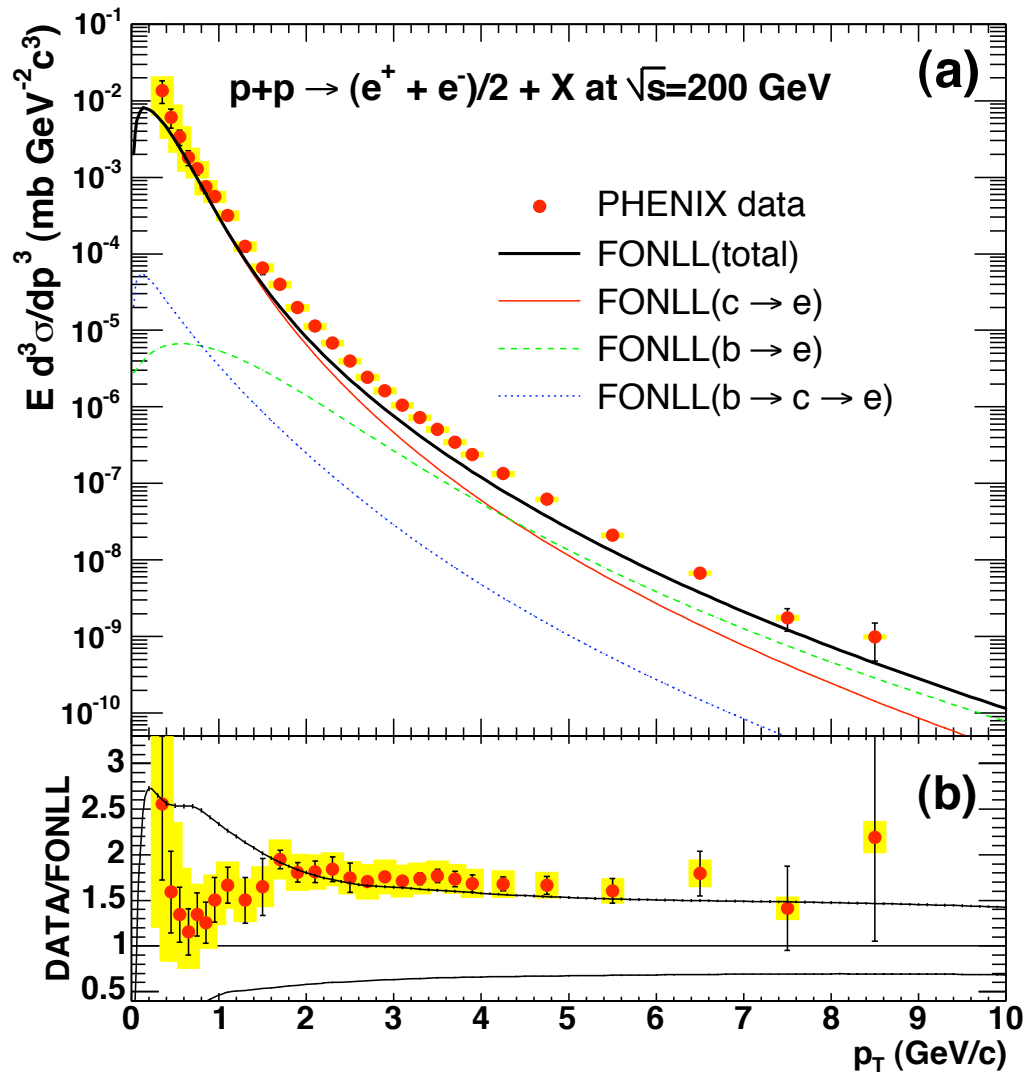 (a)
p+p → (e⁺ + e⁻)/2 + X at √s=200 GeV
E d³σ/dp³ (mb GeV⁻²c³)
10⁻¹
10⁻²
10⁻³
10⁻⁴
10⁻⁵
10⁻⁶
10⁻⁷
10⁻⁸
10⁻⁹
10⁻¹⁰
PHENIX data
FONLL(total)
FONLL(c → e)
FONLL(b → e)
FONLL(b → c → e)
(b)
DATA/FONLL
3
2.5
2
1.5
1
0.5
0 1 2 3 4 5 6 7 8 9 10
p_T (GeV/c)